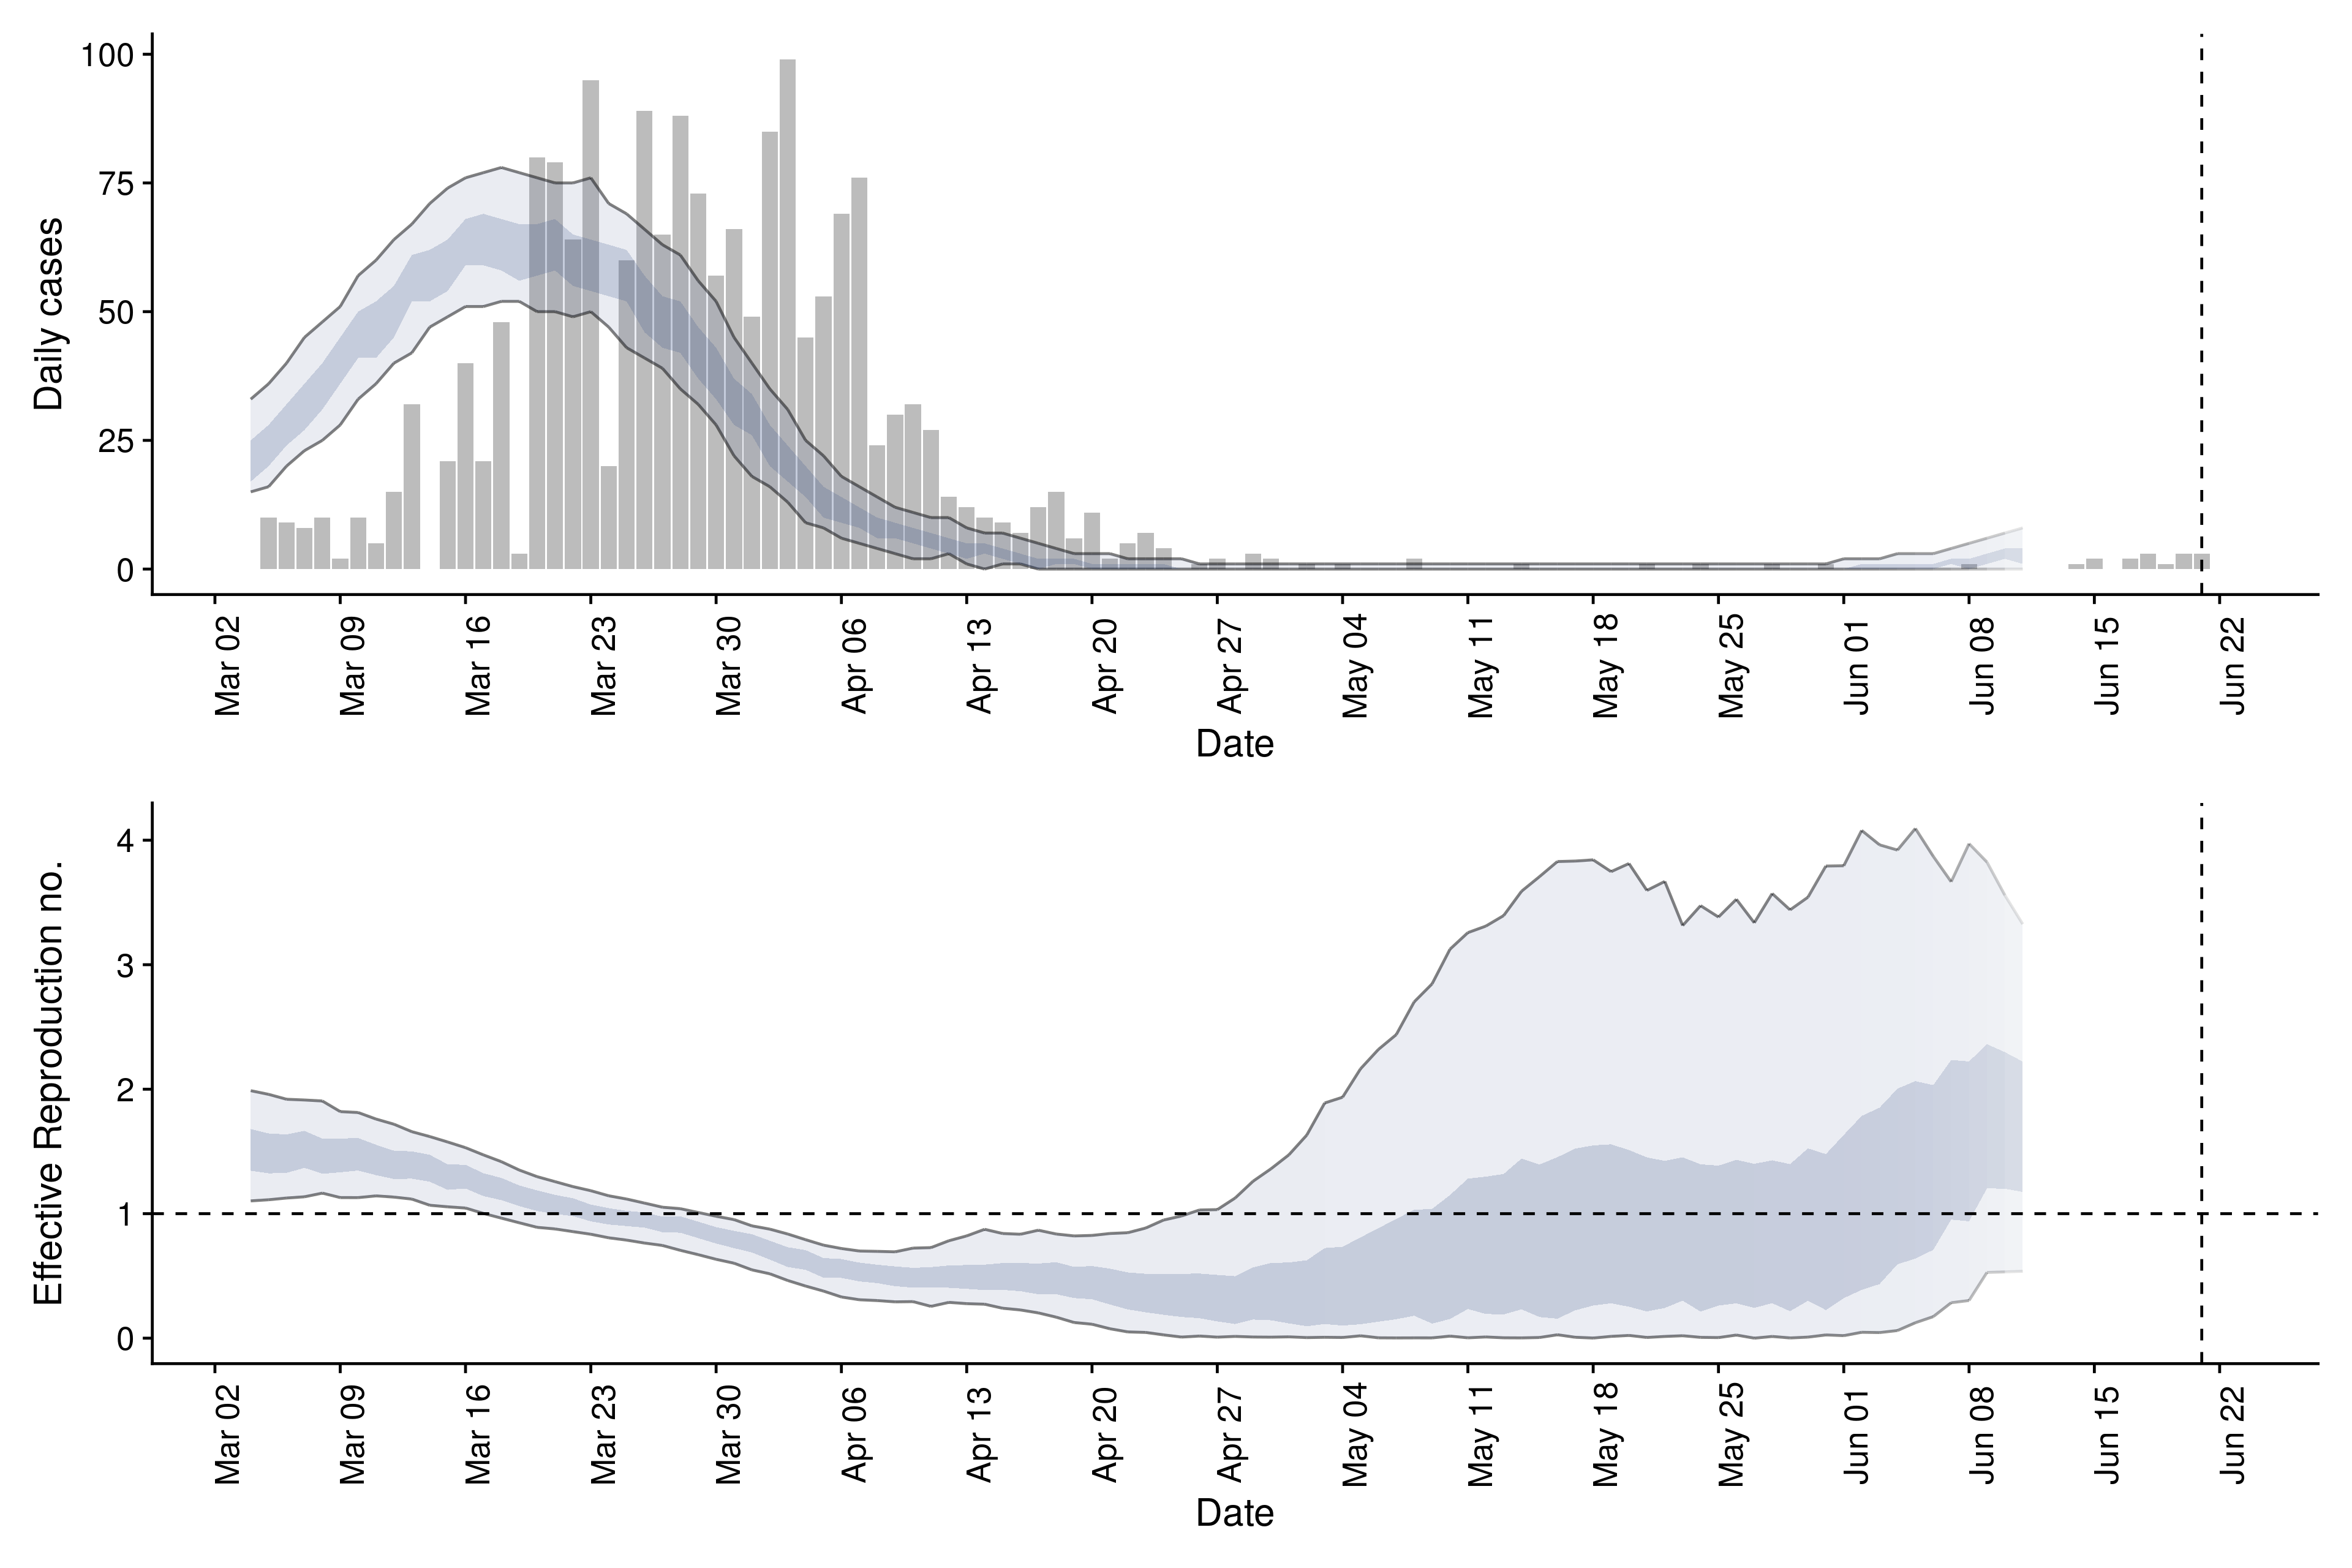 Daily cases
100
75
50
25
0
Mar 02
Mar 09
Mar 16
Mar 23
Mar 30
Apr 06
Apr 13
Apr 20
Apr 27
May 04
May 11
May 18
May 25
Jun 01
Jun 08
Jun 15
Jun 22
Date
Effective Reproduction no.
4
3
2
1
0
Mar 02
Mar 09
Mar 16
Mar 23
Mar 30
Apr 06
Apr 13
Apr 20
Apr 27
May 04
May 11
May 18
May 25
Jun 01
Jun 08
Jun 15
Jun 22
Date